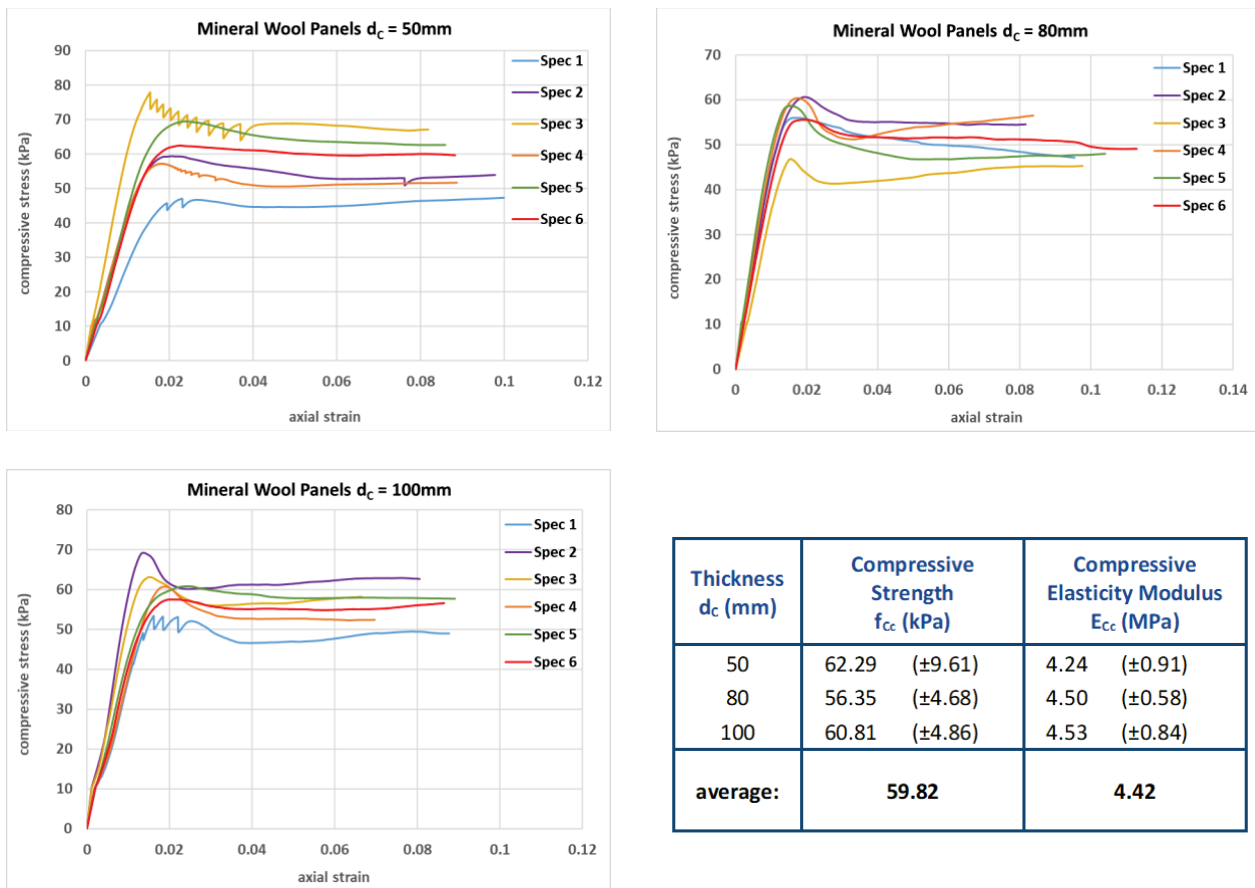 Mineral Wool Panels dC = 50mm
90
80
70
60
50
40
30
20
10
0
compressive stress (kPa)
0 0.02 0.04 0.06 0.08 0.1 0.12
axial strain
Spec 1
Spec 2
Spec 3
Spec 4
Spec 5
Spec 6
Mineral Wool Panels dC = 80mm
70
60
50
40
30
20
10
0
compressive stress (kPa)
0 0.02 0.04 0.06 0.08 0.1 0.12 0.14
axial strain
Spec 1
Spec 2
Spec 3
Spec 4
Spec 5
Spec 6
Mineral Wool Panels dC = 100mm
80
70
60
50
40
30
20
10
0
compressive stress (kPa)
0 0.02 0.04 0.06 0.08 0.1 0.12
axial strain
Spec 1
Spec 2
Spec 3
Spec 4
Spec 5
Spec 6
Thickness
dC (mm)
Compressive
Strength
fCc (kPa)
Compressive
Elasticity Modulus
ECc (MPa)
50 62.29 (±9.61) 4.24 (±0.91)
80 56.35 (±4.68) 4.50 (±0.58)
100 60.81 (±4.86) 4.53 (±0.84)
average: 59.82 4.42